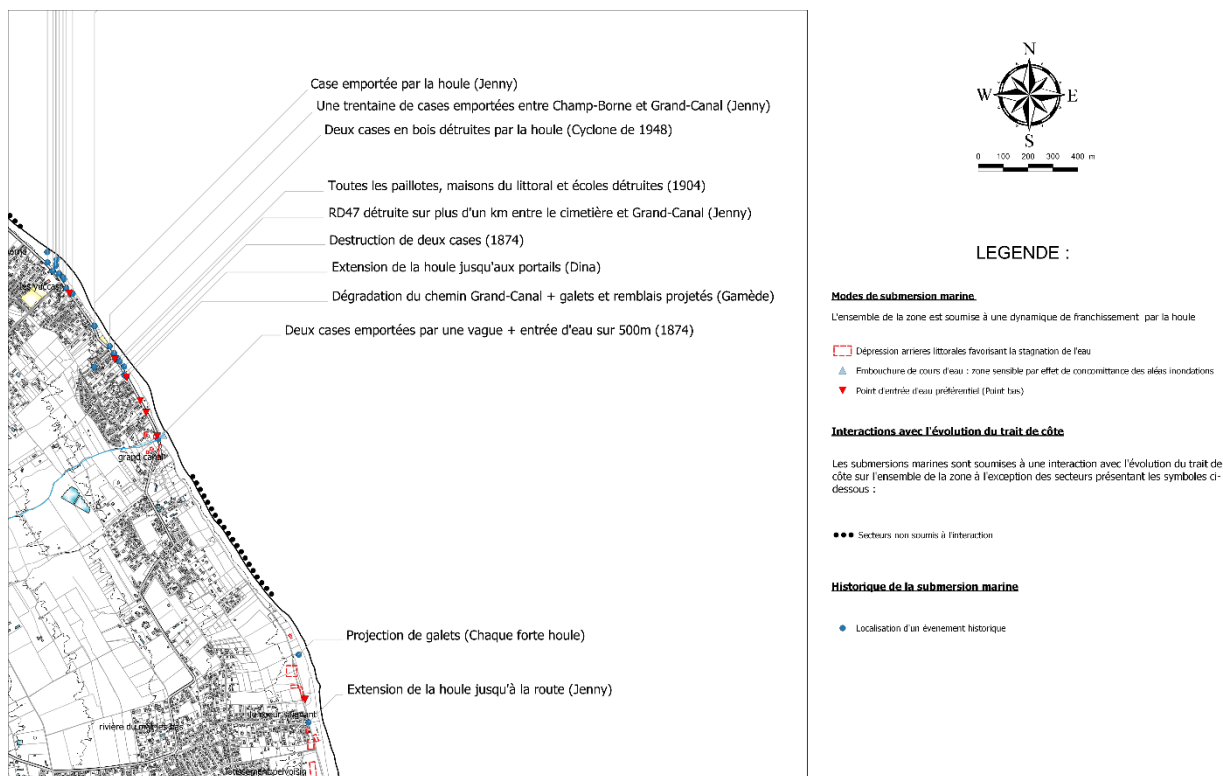 Case emportée par la houle (Jenny)
Une trentaine de cases emportées entre Champ-Borne et Grand-Canal (Jenny)
Deux cases en bois détruites par la houle (Cyclone de 1948)
Toutes les paillotes, maisons du littoral et écoles détruites (1904)
RD47 détruite sur plus d'un km entre le cimetière et Grand-Canal (Jenny)
Destruction de deux cases (1874)
Extension de la houle jusqu'aux portails (Dina)
Dégradation du chemin Grand-Canal + galets et remblais projetés (Gamède)
Deux cases emportées par une vague + entrée d'eau sur 500m (1874)
les yuccas
grand canal
Projection de galets (Chaque forte houle)
Extension de la houle jusqu'à la route (Jenny)
rivière du mât les bas
N
W E
S
0 100 200 300 400 m
LEGENDE :
Modes de submersion marine
L'ensemble de la zone est soumise à une dynamique de franchissement par la houle
Dépression arrieres littorales favorisant la stagnation de l'eau
Embouchure de cours d'eau : zone sensible par effet de concomittance des aléas inondations
Point d'entrée d'eau préférentiel (Point bas)
Interactions avec l'évolution du trait de côte
Les submersions marines sont soumises à une interaction avec l'évolution du trait de
côte sur l'ensemble de la zone à l'exception des secteurs présentant les symboles ci-
dessous :
Secteurs non soumis à l'interaction
Historique de la submersion marine
Localisation d'un évenement historique